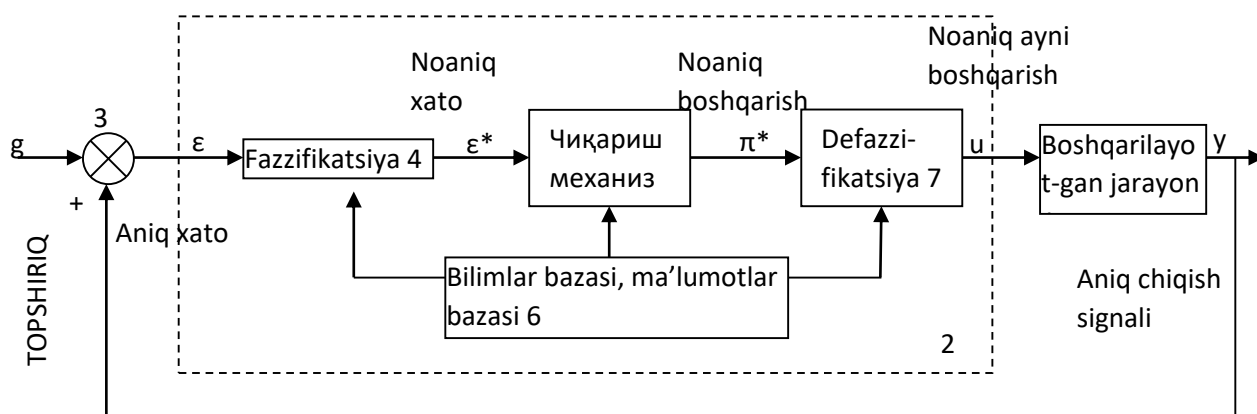 Noaniq ayni
boshqarish
Noaniq
xato
Noaniq
boshqarish
3
g
ε
Fazzifikatsiya 4
ε*
Чиқариш
механиз
π*
Defazzi-
fikatsiya 7
u
Boshqarilayo
t-gan jarayon
y
+
Aniq xato
TOPSHIRIQ
Bilimlar bazasi, ma’lumotlar
bazasi 6
Aniq chiqish
signali
2